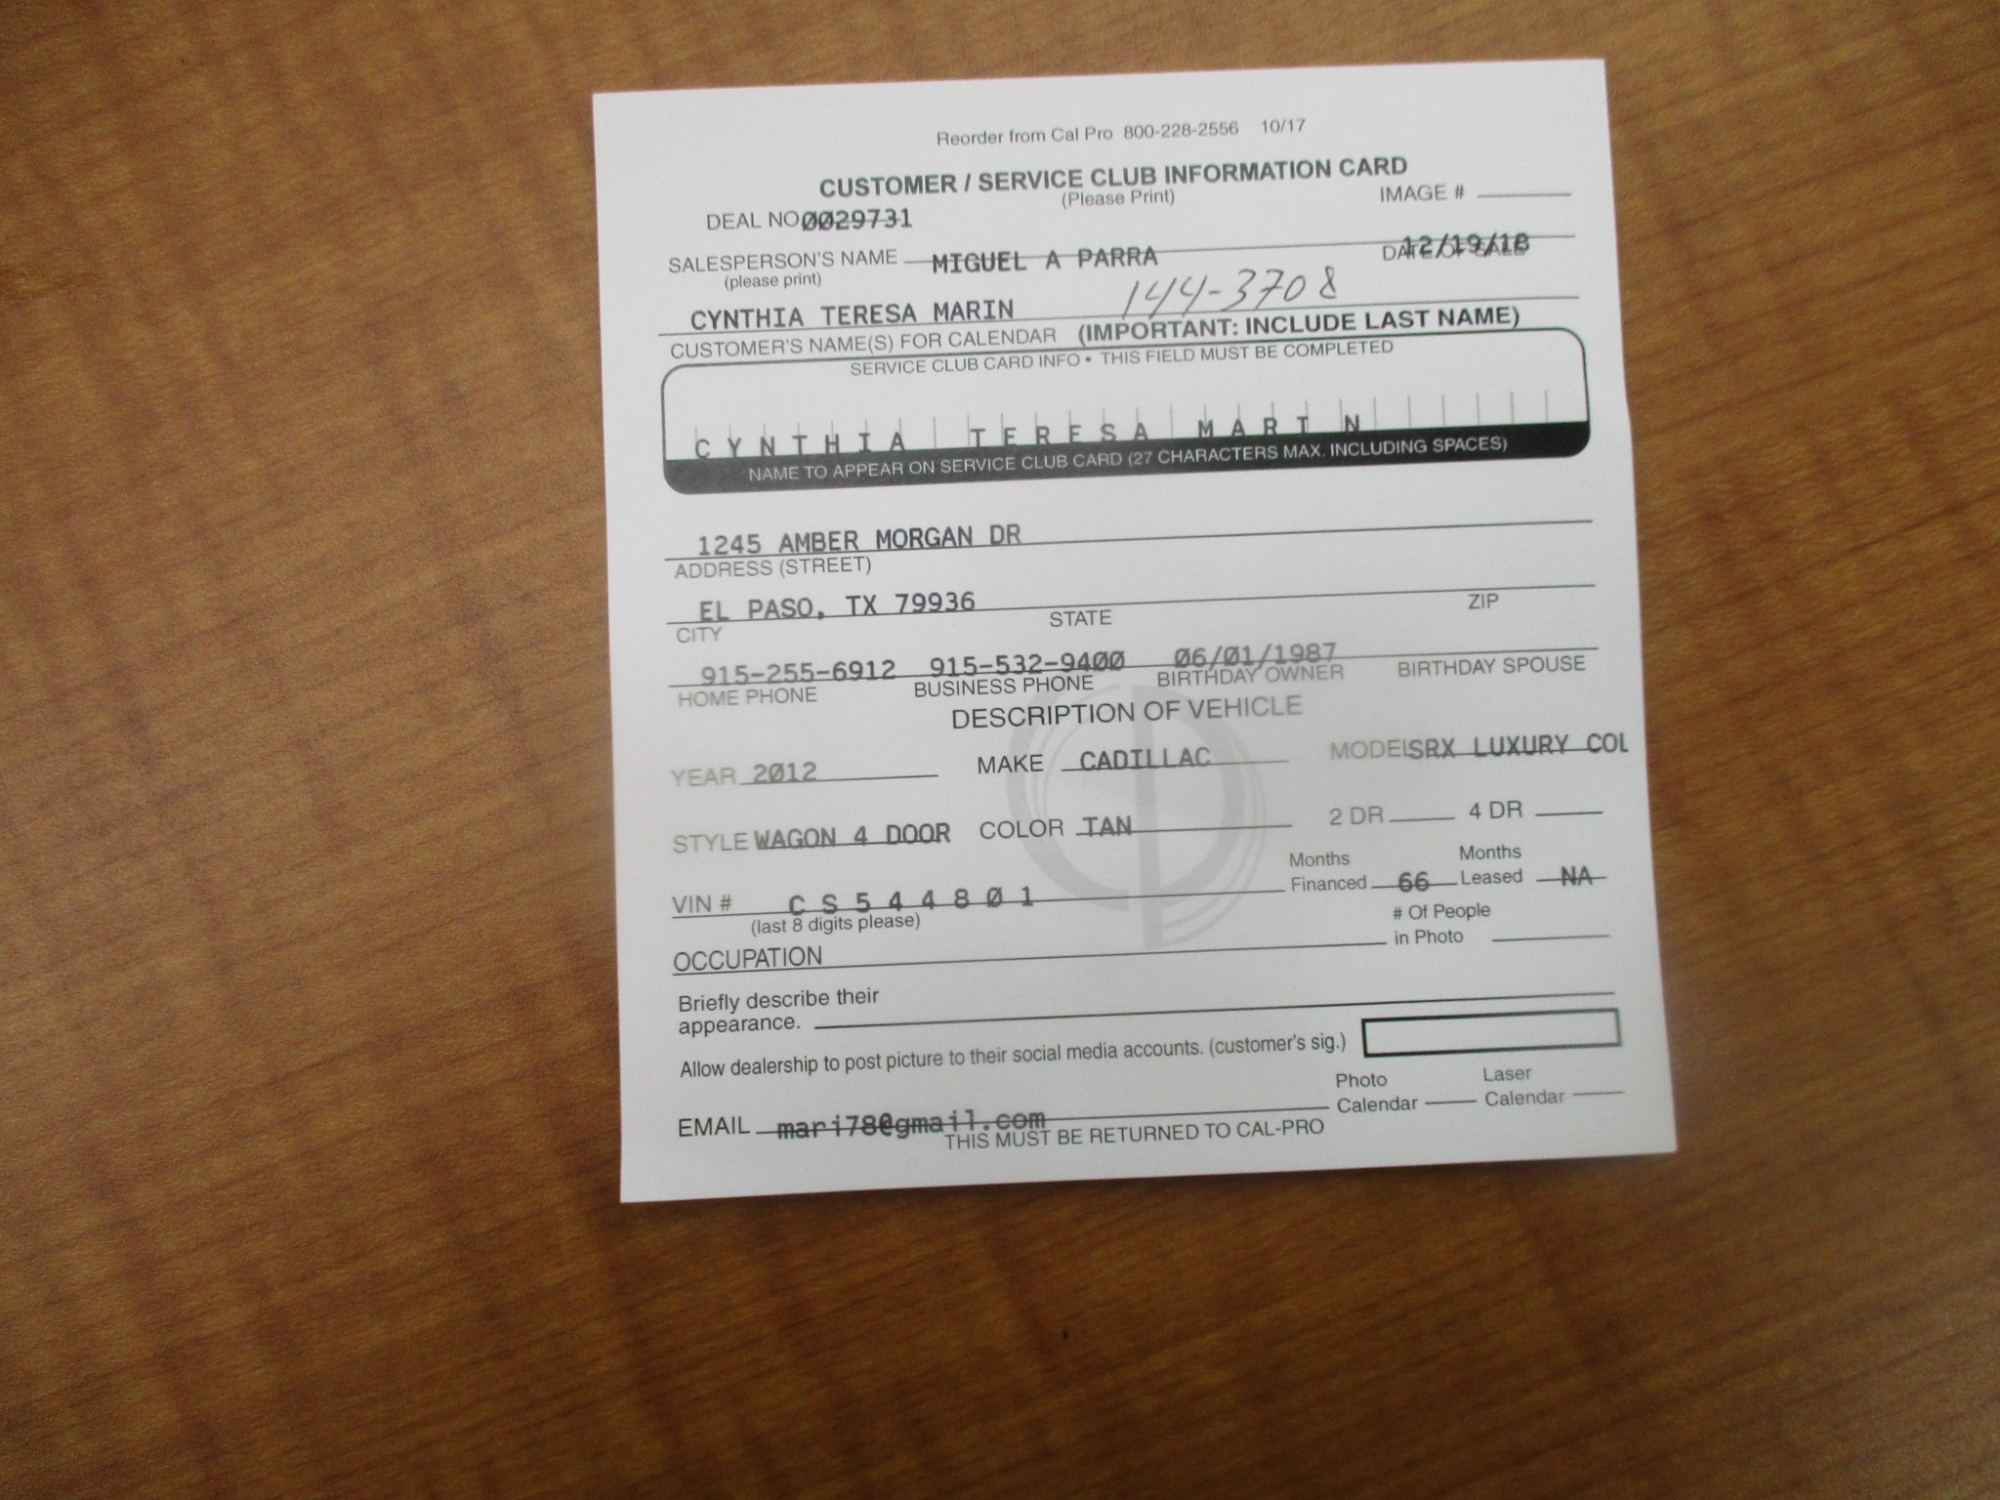 Reorder from Cal Pro 800-228-2556 10/17
CUSTOMER / SERVICE CLUB INFORMATION CARD
(Please Print)
IMAGE #
DEAL NO 0029731
SALESPERSON'S NAME MIGUEL A PARRA DATE OF SALE 12/19/18
(please print)
CYNTHIA TERESA MARIN 144-3708
CUSTOMER'S NAME(S) FOR CALENDAR (IMPORTANT: INCLUDE LAST NAME)
SERVICE CLUB CARD INFO • THIS FIELD MUST BE COMPLETED
CYNTHIA TERESA MARIN
NAME TO APPEAR ON SERVICE CLUB CARD (27 CHARACTERS MAX. INCLUDING SPACES)
1245 AMBER MORGAN DR
ADDRESS (STREET)
EL PASO, TX 79936
CITY STATE ZIP
915-255-6912 915-532-9400 06/01/1987
HOME PHONE BUSINESS PHONE BIRTHDAY OWNER BIRTHDAY SPOUSE
DESCRIPTION OF VEHICLE
YEAR 2012 MAKE CADILLAC MODEL SRX LUXURY COL
STYLE WAGON 4 DOOR COLOR TAN 2 DR 4 DR
VIN # CS544801 Months Financed 66 Months Leased NA
(last 8 digits please)
OCCUPATION # Of People in Photo
Briefly describe their
appearance.
Allow dealership to post picture to their social media accounts. (customer's sig.)
EMAIL mari78@gmail.com Photo Calendar Laser Calendar
THIS MUST BE RETURNED TO CAL-PRO